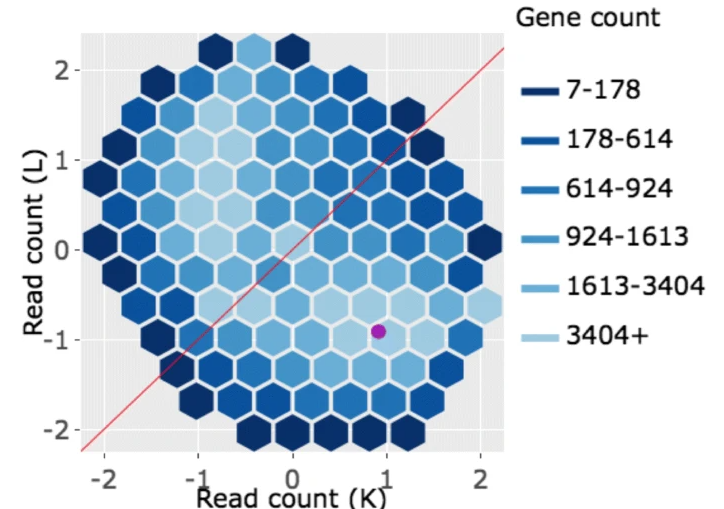 Gene count
7-178
178-614
614-924
924-1613
1613-3404
3404+
Read count (L)
2
1
0
-1
-2
-2 -1 0 1 2
Read count (K)